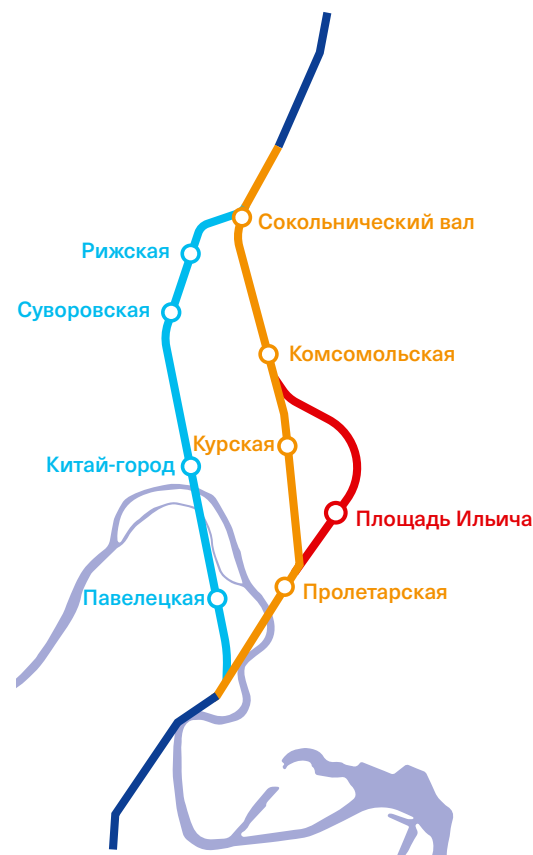 Сокольнический вал
Рижская
Суворовская
Комсомольская
Курская
Китай-город
Площадь Ильича
Пролетарская
Павелецкая